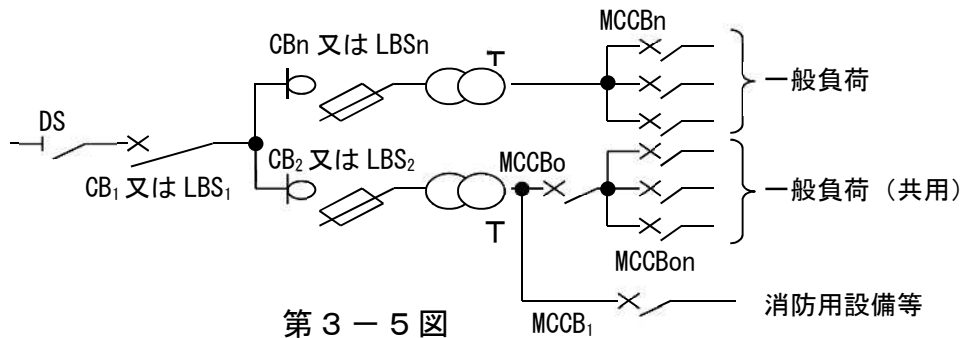 MCCBn
CBn 又は LBSn
T
一般負荷
DS
CB₁ 又は LBS₁
CB₂ 又は LBS₂
MCCBo
T
一般負荷（共用）
MCCBon
MCCB₁
消防用設備等
第３－５図